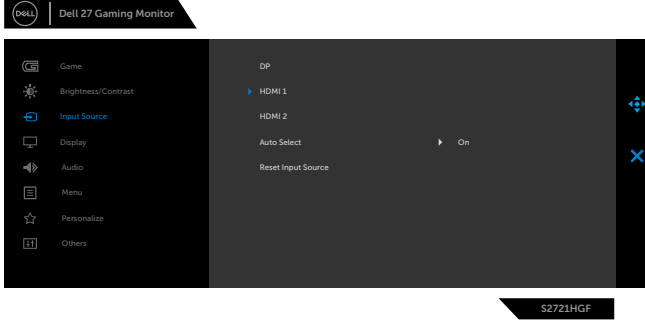 DELL Dell 27 Gaming Monitor
Game
Brightness/Contrast
Input Source
Display
Audio
Menu
Personalize
Others
DP
HDMI 1
HDMI 2
Auto Select On
Reset Input Source
S2721HGF